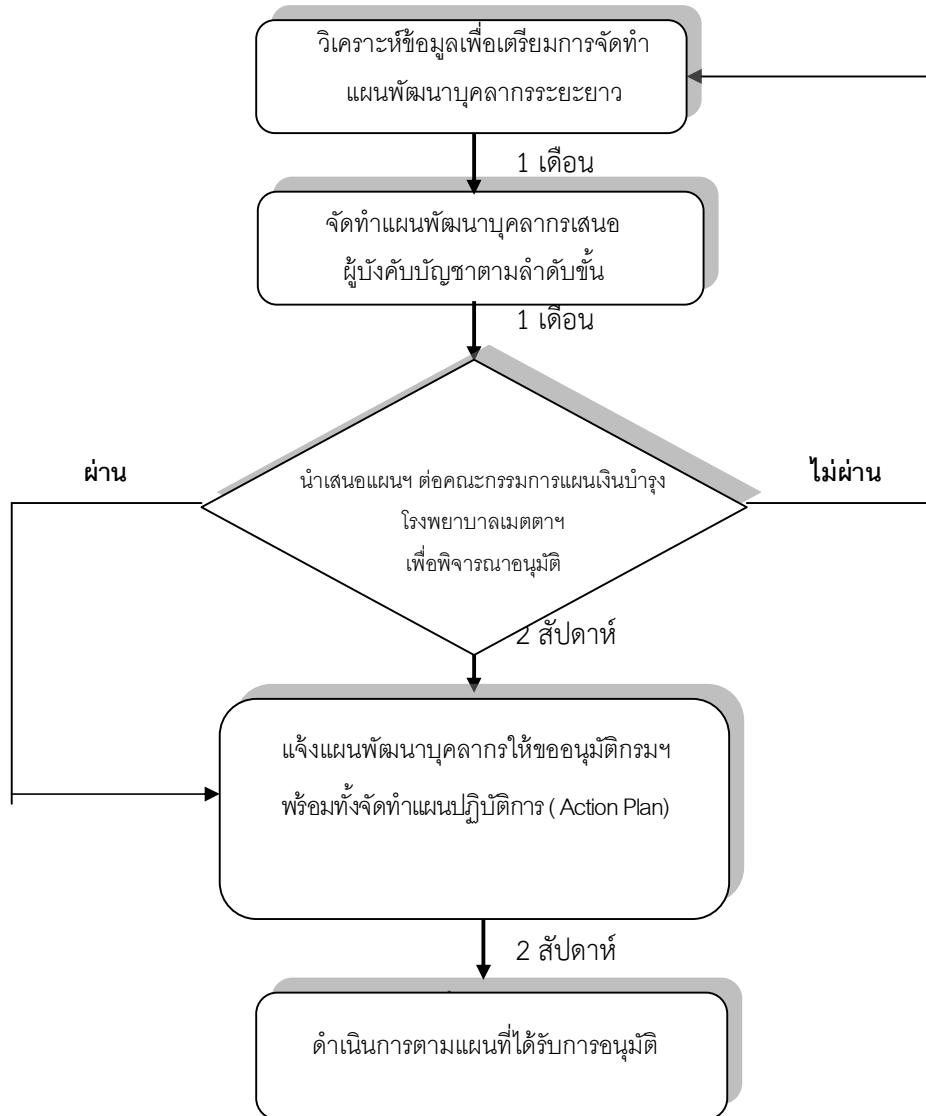 วิเคราะห์ข้อมูลเพื่อเตรียมการจัดทำ
แผนพัฒนาบุคลากรระยะยาว
1 เดือน
จัดทำแผนพัฒนาบุคลากรเสนอ
ผู้บังคับบัญชาตามลำดับขั้น
1 เดือน
ผ่าน
ไม่ผ่าน
นำเสนอแผนฯ ต่อคณะกรรมการแผนเงินบำรุง
โรงพยาบาลเมตตาฯ
เพื่อพิจารณาอนุมัติ
2 สัปดาห์
แจ้งแผนพัฒนาบุคลากรให้ขออนุมัติกรมฯ
พร้อมทั้งจัดทำแผนปฏิบัติการ ( Action Plan)
2 สัปดาห์
ดำเนินการตามแผนที่ได้รับการอนุมัติ